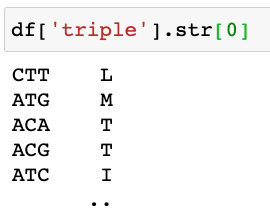 df['triple'].str[0]
CTT L
ATG M
ACA T
ACG T
ATC I
..